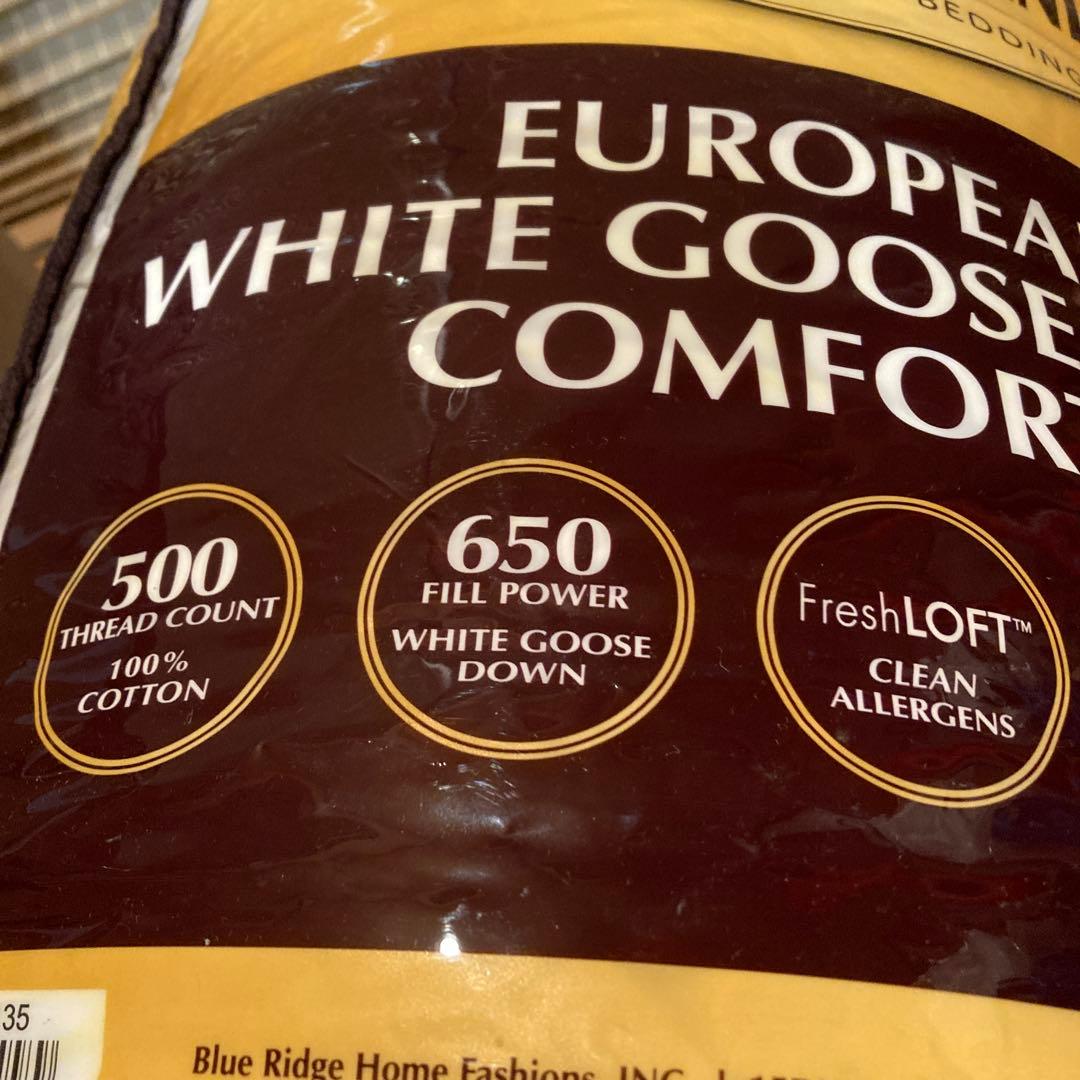 BEDDING
EUROPEA
WHITE GOOSE
COMFORT
500
THREAD COUNT
100%
COTTON
650
FILL POWER
WHITE GOOSE
DOWN
FreshLOFT™
CLEAN
ALLERGENS
35
Blue Ridge Home Fashions, INC.